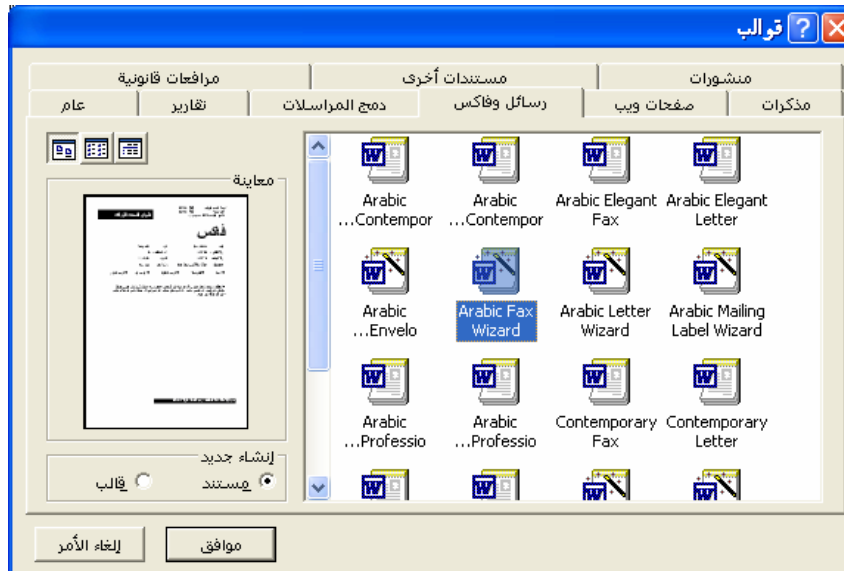 قوالب
منشورات
مستندات أخرى
مرافعات قانونية
مذكرات
صفحات ويب
رسائل وفاكس
دمج المراسلات
تقارير
عام
Arabic Elegant Letter
Arabic Elegant Fax
Arabic Contempor...
Arabic Contempor...
Arabic Mailing Label Wizard
Arabic Letter Wizard
Arabic Fax Wizard
Arabic Envelo...
Contemporary Letter
Contemporary Fax
Arabic Professio...
Arabic Professio...
معاينة
فاكس
إنشاء جديد
مستند
قالب
موافق
إلغاء الأمر